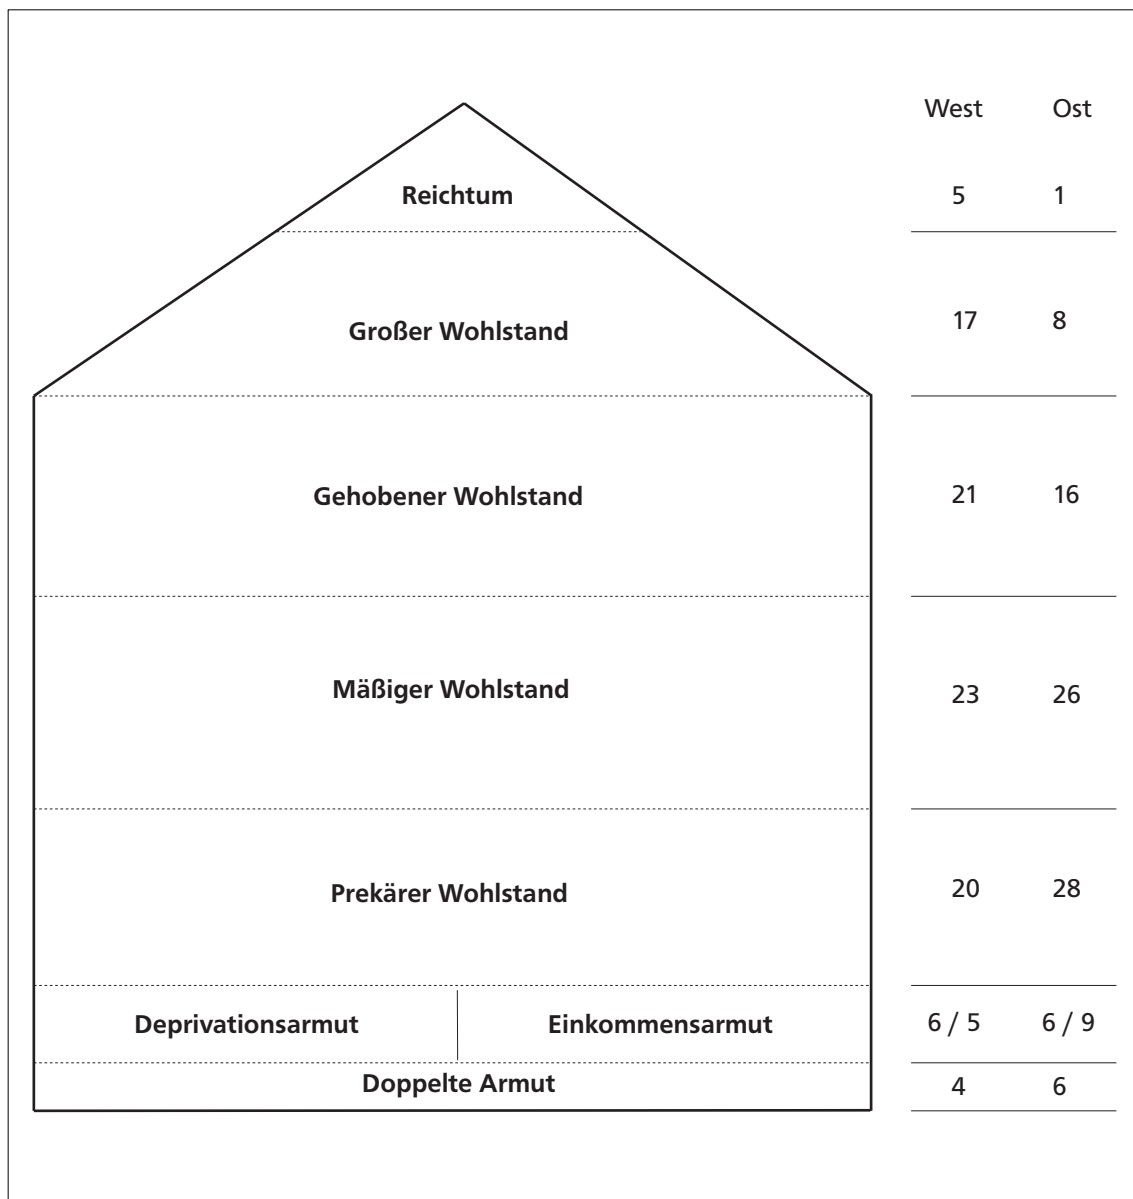 West Ost
Reichtum 5 1
Großer Wohlstand 17 8
Gehobener Wohlstand 21 16
Mäßiger Wohlstand 23 26
Prekärer Wohlstand 20 28
Deprivationsarmut Einkommensarmut 6 / 5 6 / 9
Doppelte Armut 4 6